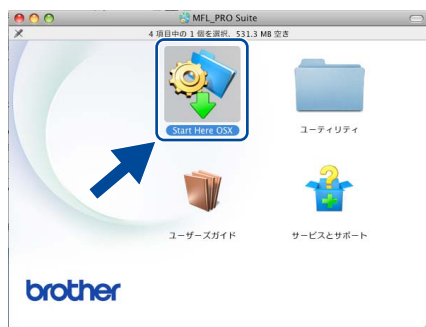 MFL_PRO Suite
4 項目中の 1 個を選択、531.3 MB 空き
Start Here OSX
ユーティリティ
ユーザーズガイド
サービスとサポート
brother